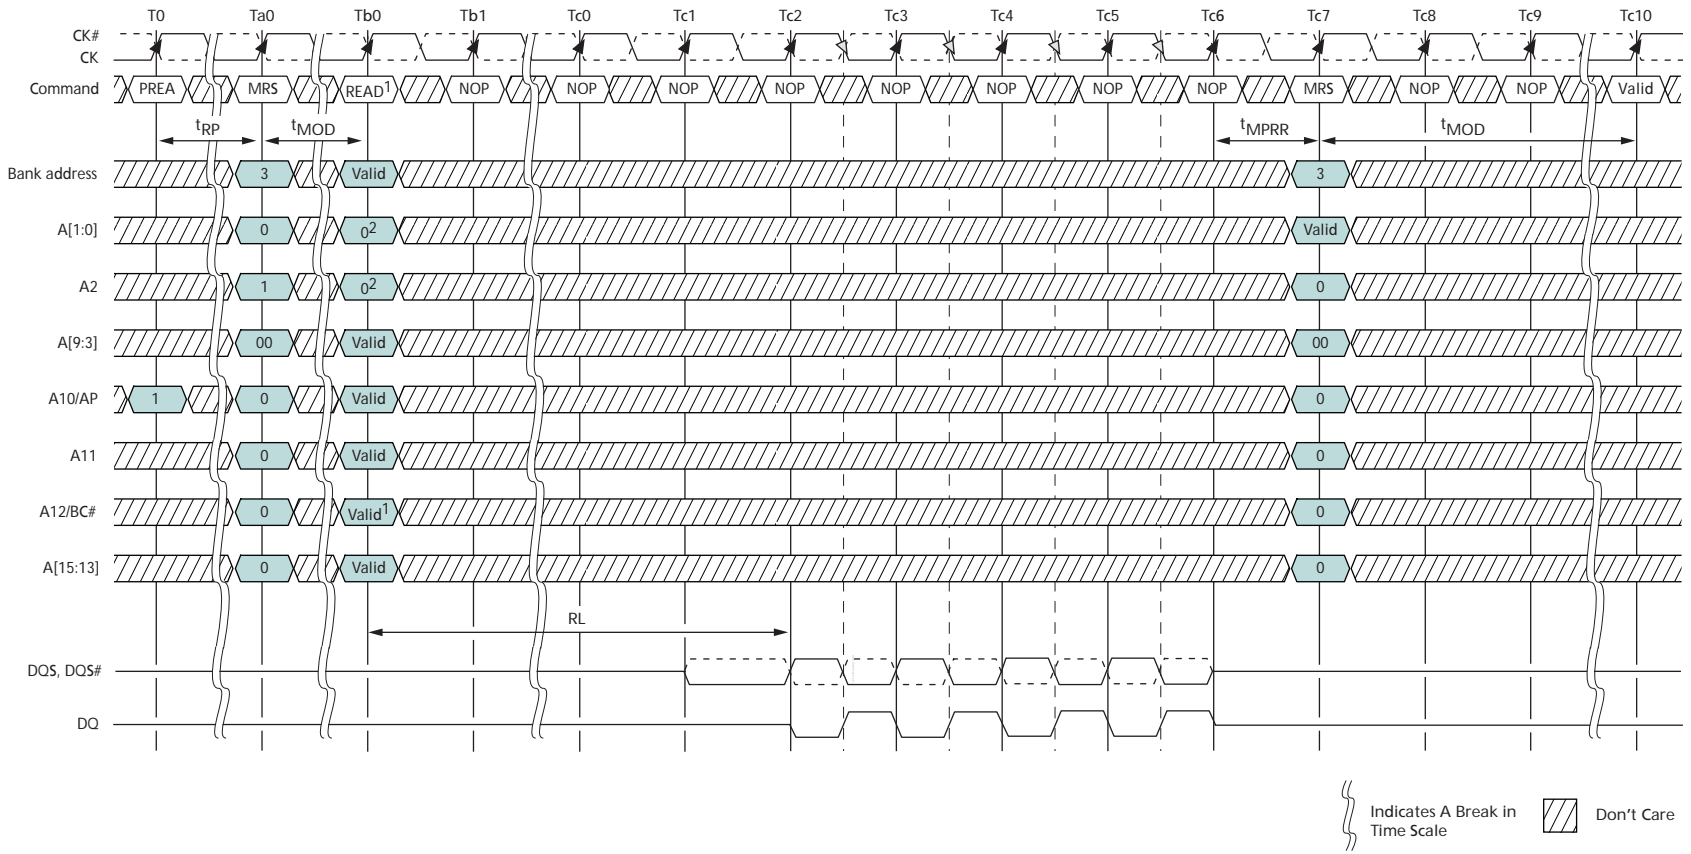 T0 Ta0 Tb0 Tb1 Tc0 Tc1 Tc2 Tc3 Tc4 Tc5 Tc6 Tc7 Tc8 Tc9 Tc10
CK#
CK
Command PREA MRS READ1 NOP NOP NOP NOP NOP NOP NOP NOP MRS NOP NOP Valid
tRP tMOD tMPRR tMOD
Bank address 3 Valid 3
A[1:0] 0 02 Valid
A2 1 02 0
A[9:3] 00 Valid 00
A10/AP 1 0 Valid 0
A11 0 Valid 0
A12/BC# 0 Valid1 0
A[15:13] 0 Valid 0
RL
DQS, DQS#
DQ
Indicates A Break in
Time Scale
Don't Care